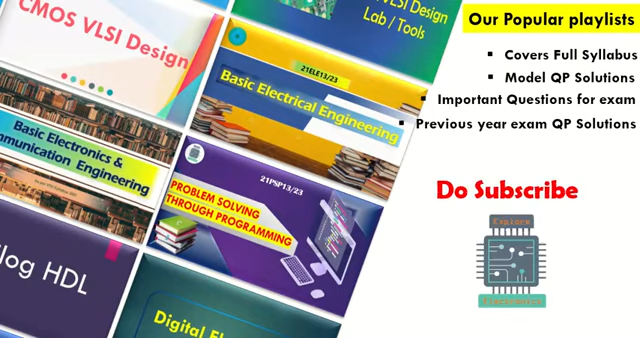 CMOS VLSI Design
VLSI Design
Lab / Tools
21ELE13/23
Basic Electrical Engineering
Basic Electronics &
Communication Engineering
21PSP13/23
PROBLEM SOLVING
THROUGH PROGRAMMING
log HDL
Digital El
Our Popular playlists
▪ Covers Full Syllabus
▪ Model QP Solutions
▪ Important Questions for exam
▪ Previous year exam QP Solutions
Do Subscribe
Explore
Electronics